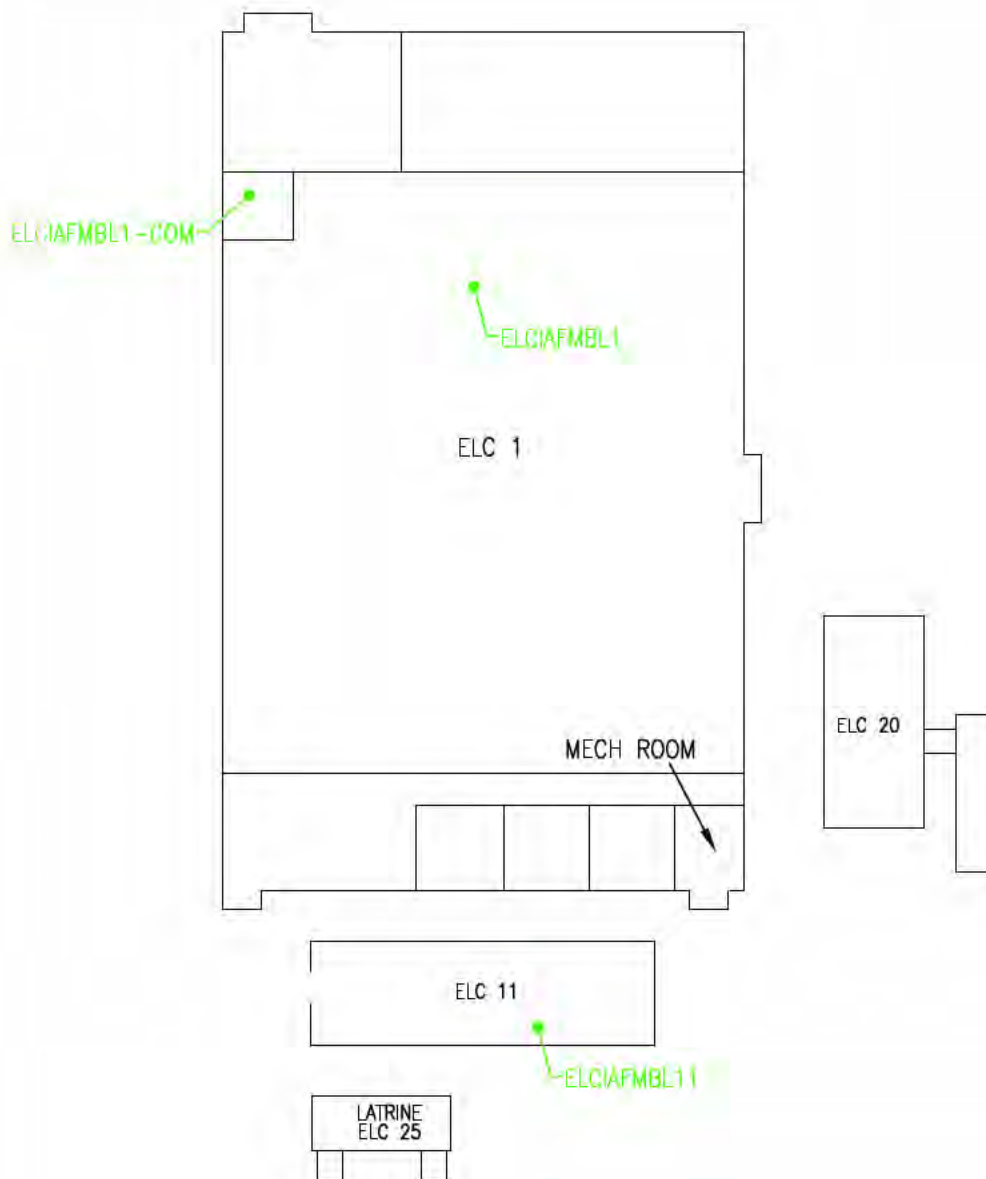 ELCIAFMBL1-COM
ELCIAFMBL1
ELC 1
MECH ROOM
ELC 20
ELC 11
ELCIAFMBL11
LATRINE
ELC 25